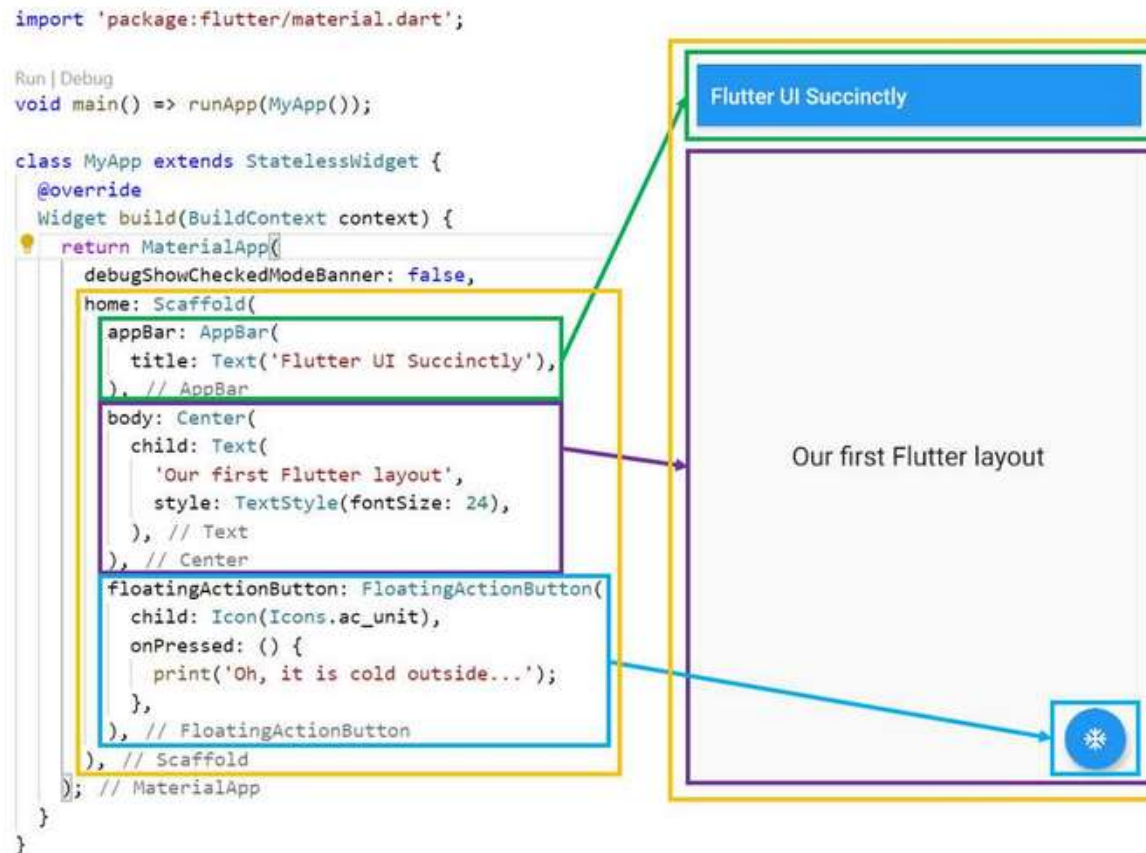 import 'package:flutter/material.dart';
Run | Debug
void main() => runApp(MyApp());
class MyApp extends StatelessWidget {
@override
Widget build(BuildContext context) {
return MaterialApp(
debugShowCheckedModeBanner: false,
home: Scaffold(
appBar: AppBar(
title: Text('Flutter UI Succinctly'),
), // AppBar
body: Center(
child: Text(
'Our first Flutter layout',
style: TextStyle(fontSize: 24),
), // Text
), // Center
floatingActionButton: FloatingActionButton(
child: Icon(Icons.ac_unit),
onPressed: () {
print('Oh, it is cold outside...');
},
), // FloatingActionButton
), // Scaffold
); // MaterialApp
}
}
Flutter UI Succinctly
Our first Flutter layout